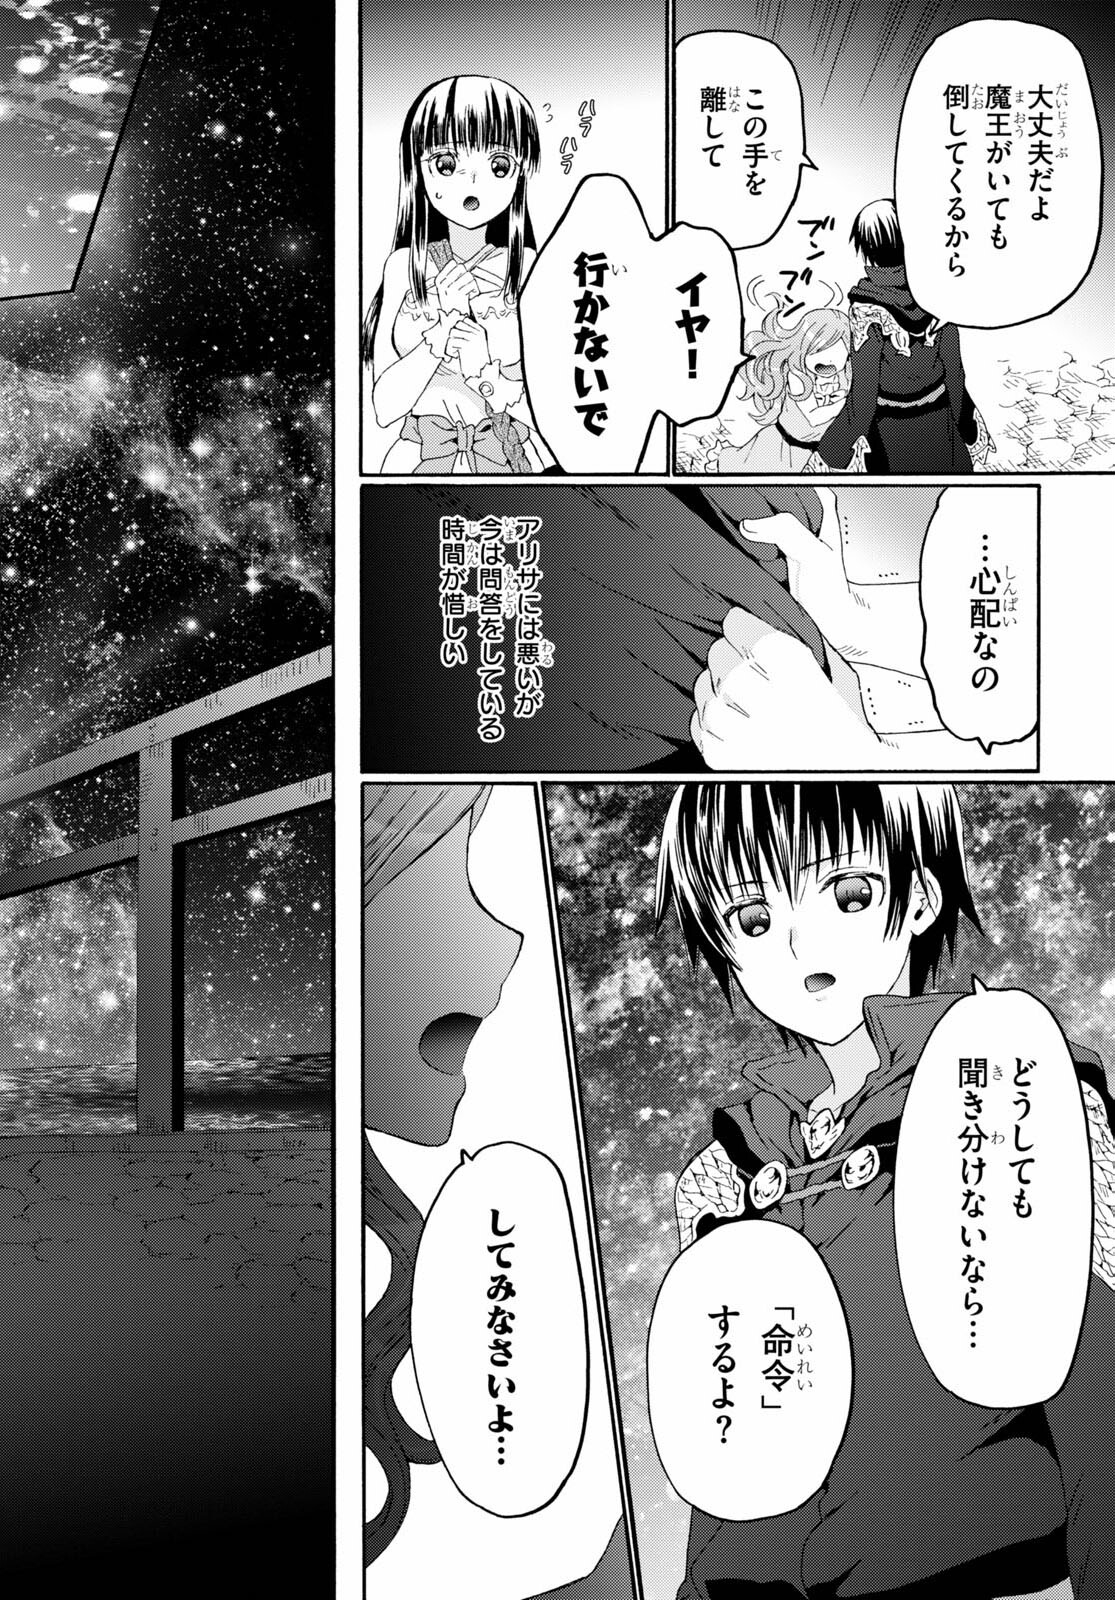 大丈夫だよ
魔王がいても
倒してくるから
この手を
離して
ブン
ブン
イヤ！
行かないで
ハラ
ハラ
…心配なの
アリサには悪いが
今は問答をしている
時間が惜しい
どうしても
聞き分けないなら…
「命令」
するよ？
してみなさいよ…